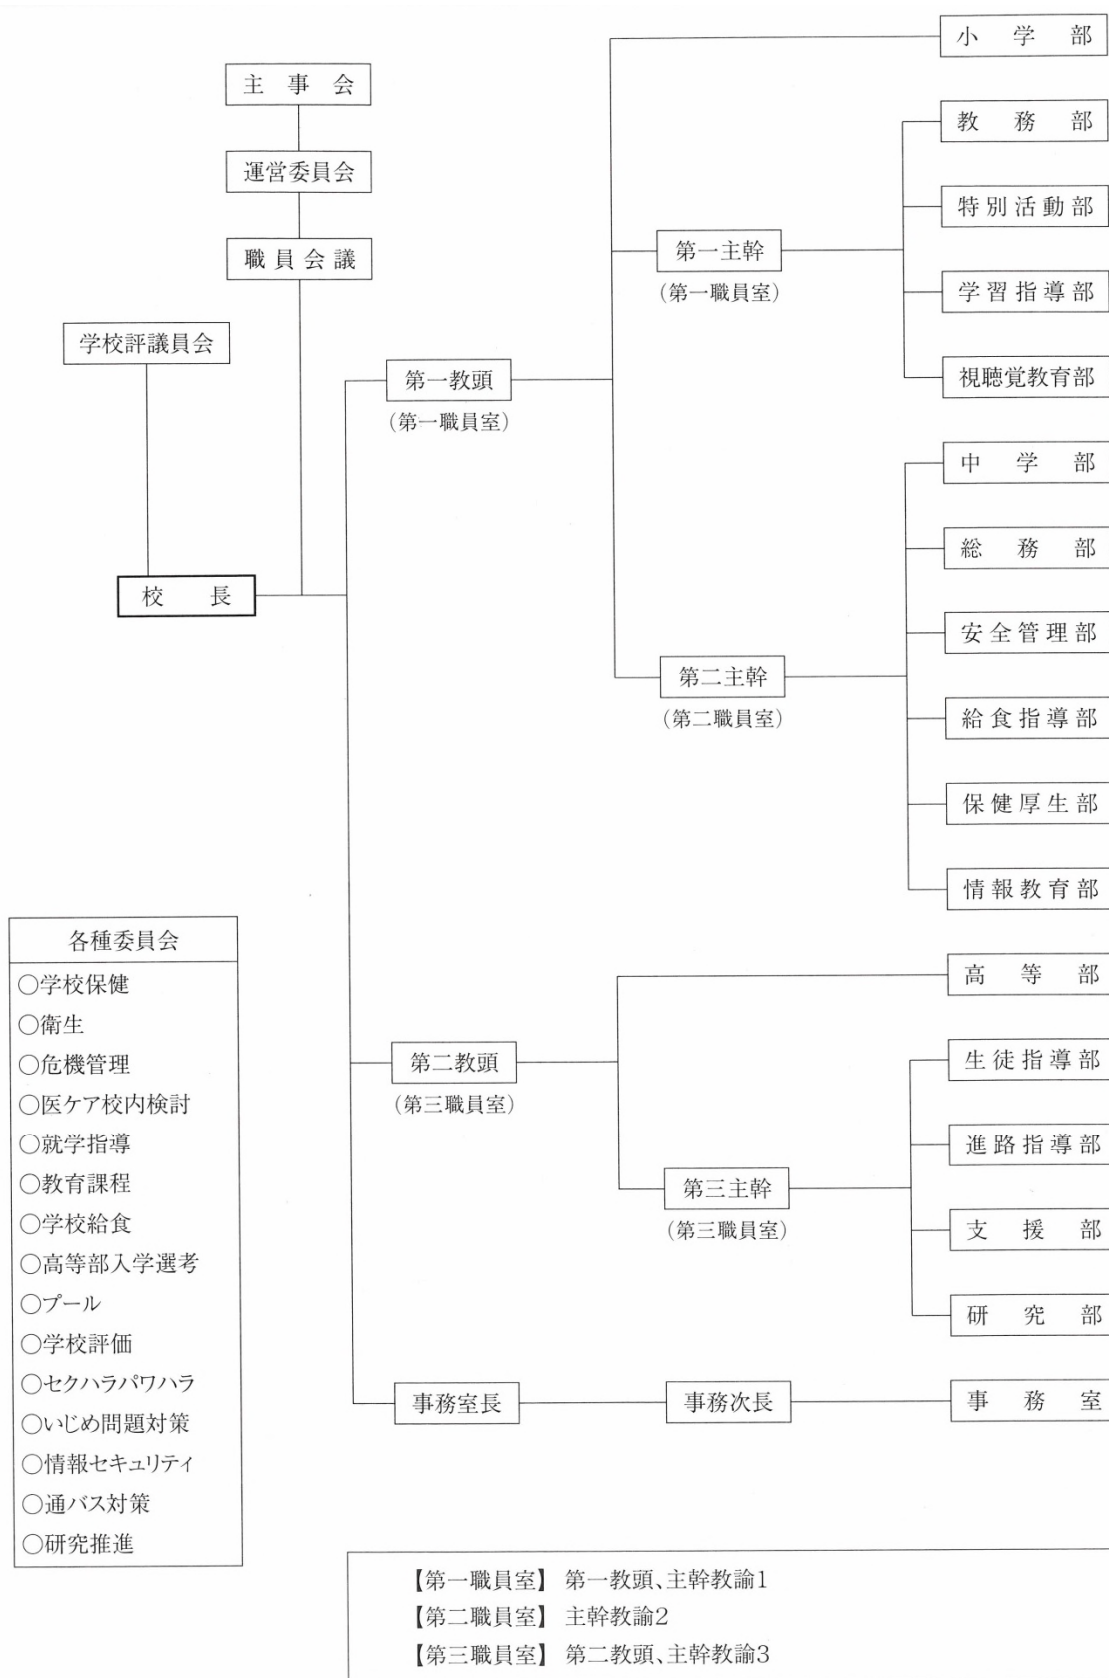 主事会
運営委員会
職員会議
学校評議員会
校長
第一教頭
(第一職員室)
第一主幹
(第一職員室)
第二主幹
(第二職員室)
小学部
教務部
特別活動部
学習指導部
視聴覚教育部
中学部
総務部
安全管理部
給食指導部
保健厚生部
情報教育部
第二教頭
(第三職員室)
第三主幹
(第三職員室)
高等部
生徒指導部
進路指導部
支援部
研究部
事務室長
事務次長
事務室
各種委員会
○学校保健
○衛生
○危機管理
○医ケア校内検討
○就学指導
○教育課程
○学校給食
○高等部入学選考
○プール
○学校評価
○セクハラパワハラ
○いじめ問題対策
○情報セキュリティ
○通バス対策
○研究推進
【第一職員室】 第一教頭、主幹教諭1
【第二職員室】 主幹教諭2
【第三職員室】 第二教頭、主幹教諭3